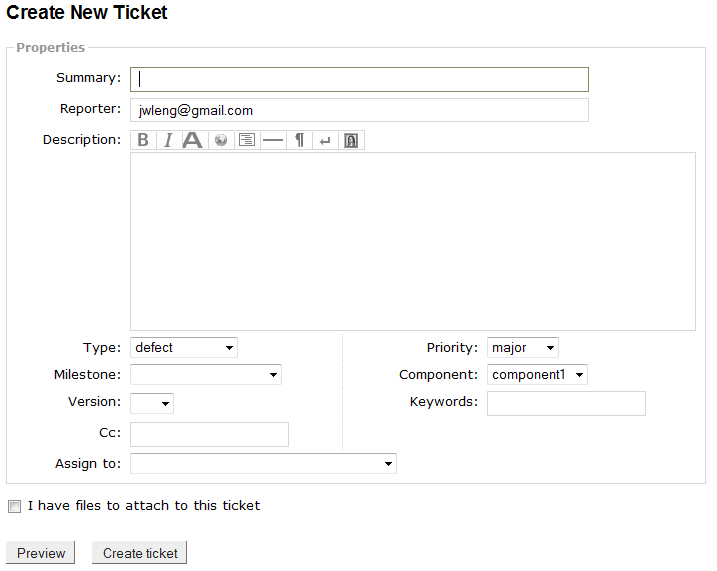 Create New Ticket
Properties
Summary:
Reporter: jwleng@gmail.com
Description: B I A ¶ ↵
Type: defect Priority: major
Milestone: Component: component1
Version: Keywords:
Cc:
Assign to:
I have files to attach to this ticket
Preview Create ticket